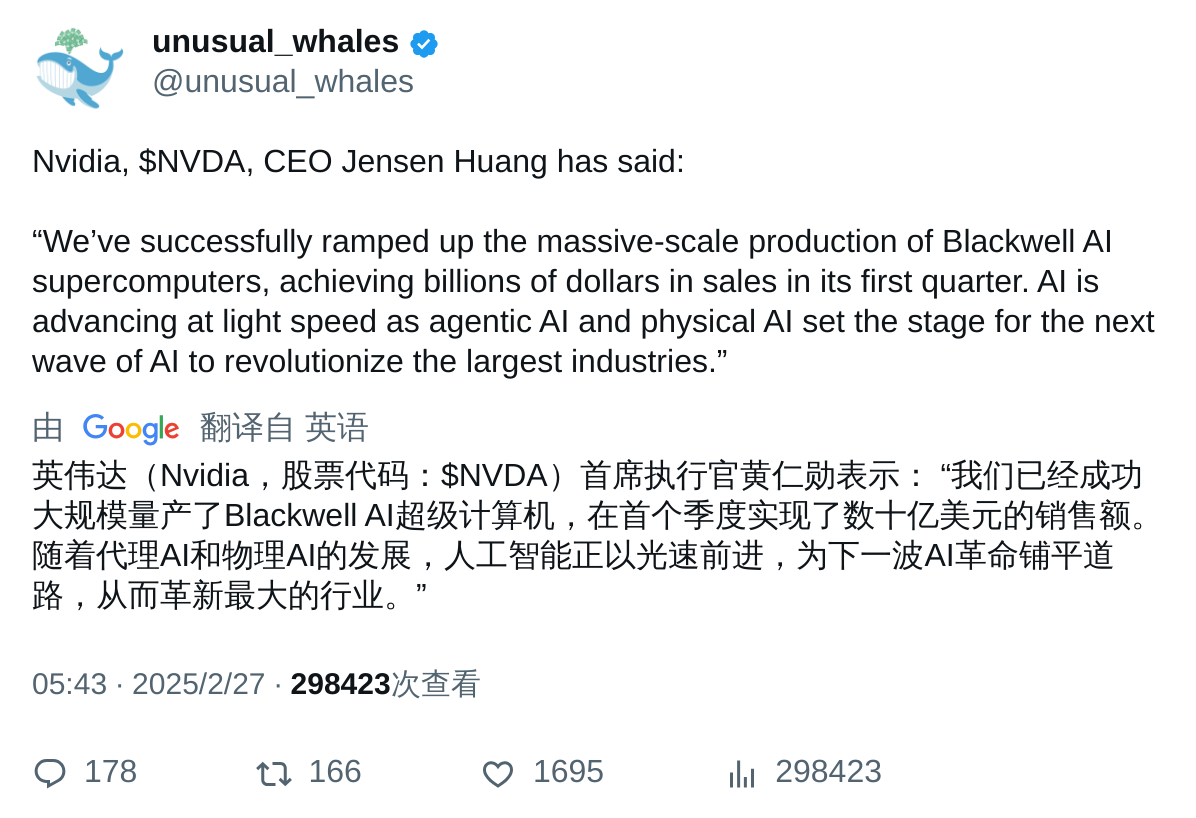 unusual_whales
@unusual_whales
Nvidia, $NVDA, CEO Jensen Huang has said:
“We’ve successfully ramped up the massive-scale production of Blackwell AI
supercomputers, achieving billions of dollars in sales in its first quarter. AI is
advancing at light speed as agentic AI and physical AI set the stage for the next
wave of AI to revolutionize the largest industries.”
由 Google 翻译自 英语
英伟达（Nvidia，股票代码：$NVDA）首席执行官黄仁勋表示： “我们已经成功
大规模量产了Blackwell AI超级计算机，在首个季度实现了数十亿美元的销售额。
随着代理AI和物理AI的发展，人工智能正以光速前进，为下一波AI革命铺平道
路，从而革新最大的行业。”
05:43 · 2025/2/27 · 298423次查看
178 166 1695 298423